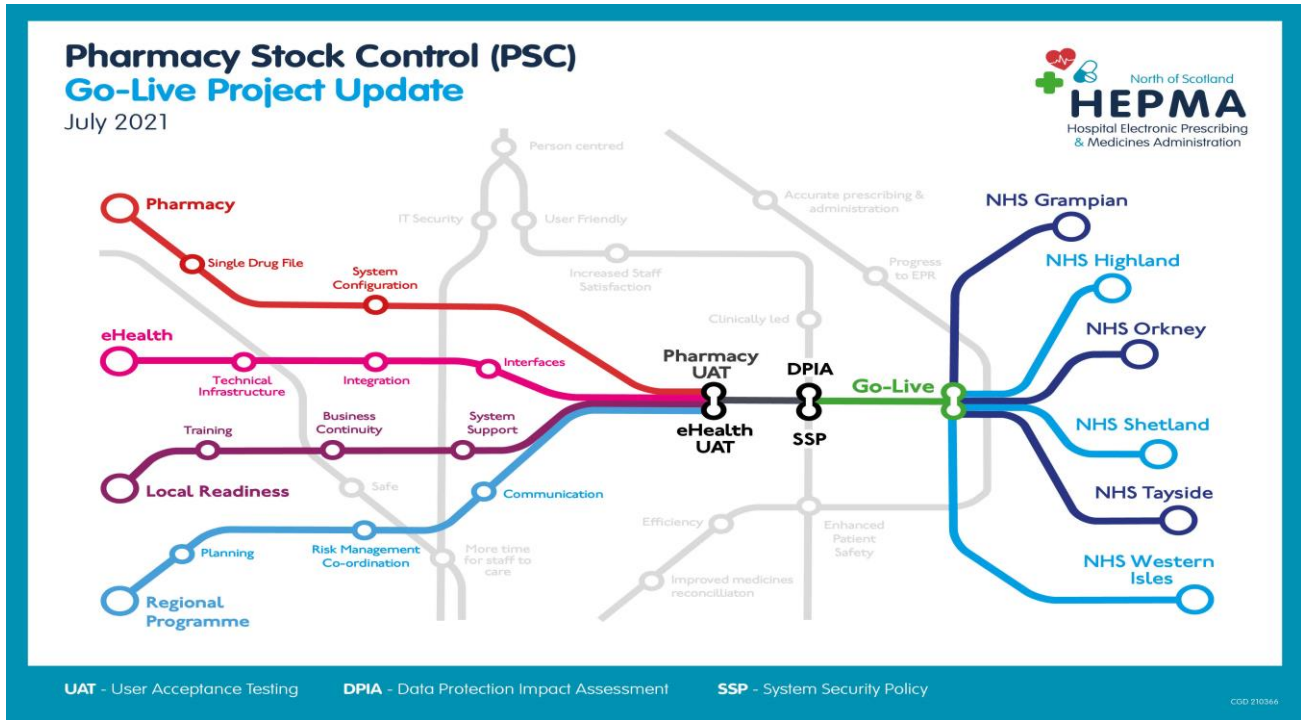 Pharmacy Stock Control (PSC)
Go-Live Project Update
July 2021
North of Scotland
HEPMA
Hospital Electronic Prescribing
& Medicines Administration
Person centred
IT Security
User Friendly
Increased Staff
Satisfaction
Clinically led
Accurate prescribing &
administration
Progress
to EPR
Pharmacy
Single Drug File
System
Configuration
eHealth
Technical
Infrastructure
Integration
Interfaces
Training
Business
Continuity
System
Support
Local Readiness
Safe
Communication
Planning
Risk Management
Co-ordination
More time
for staff to
care
Regional
Programme
Efficiency
Improved medicines
reconcilliaton
Enhanced
Patient
Safety
Pharmacy
UAT
eHealth
UAT
DPIA
SSP
Go-Live
NHS Grampian
NHS Highland
NHS Orkney
NHS Shetland
NHS Tayside
NHS Western
Isles
UAT - User Acceptance Testing
DPIA - Data Protection Impact Assessment
SSP - System Security Policy
CGD 210366